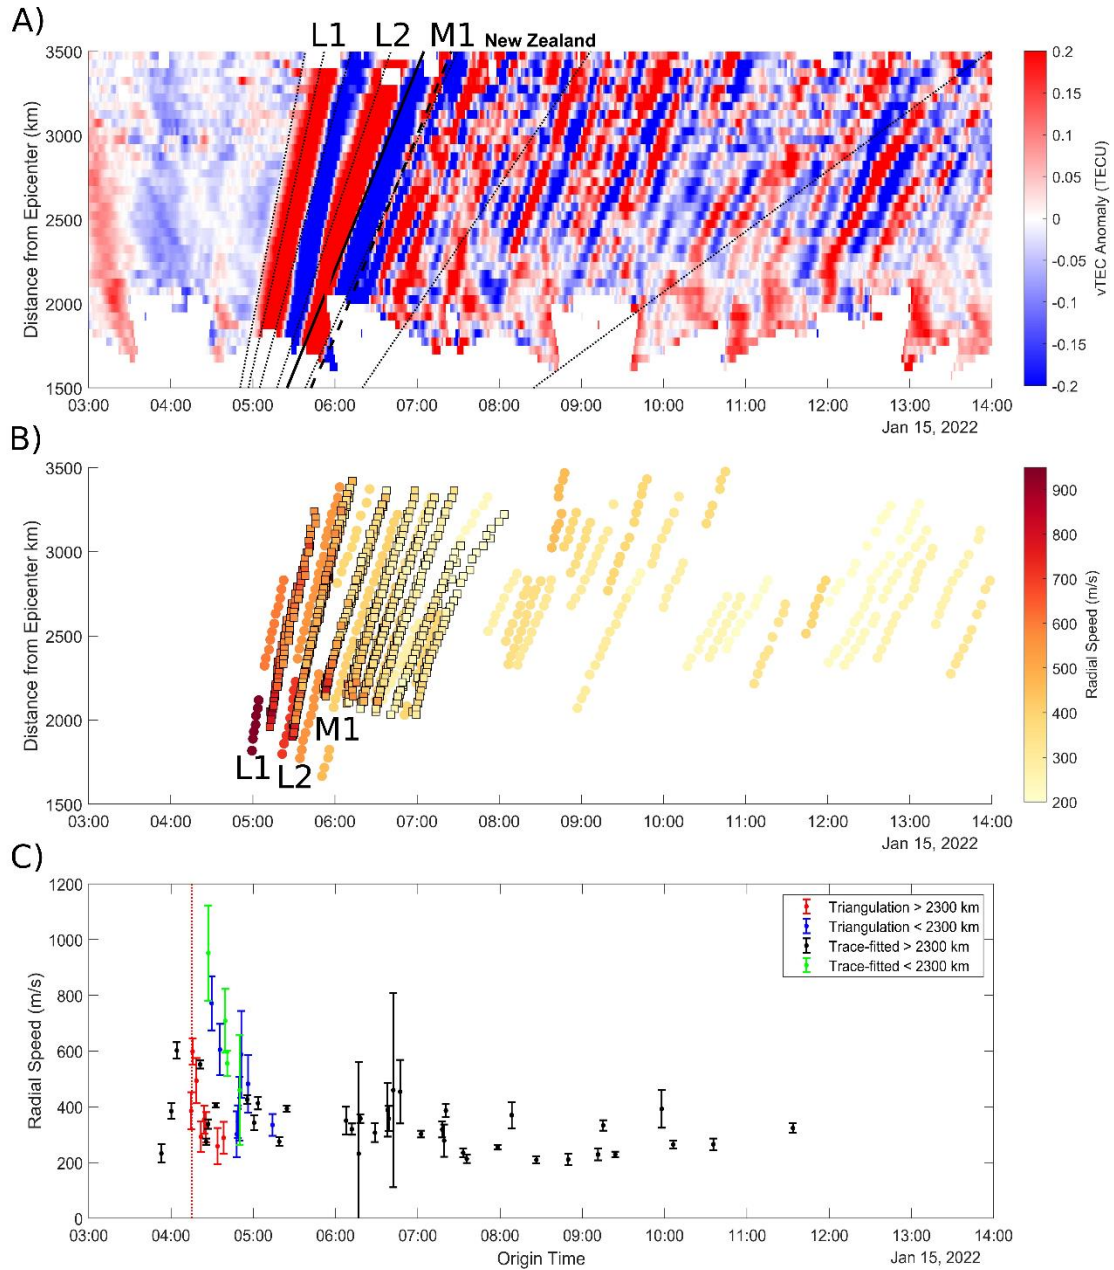 A)
L1 L2 M1 New Zealand
3500
3000
2500
2000
1500
Distance from Epicenter (km)
03:00 04:00 05:00 06:00 07:00 08:00 09:00 10:00 11:00 12:00 13:00 14:00
Jan 15, 2022
0.2
0.15
0.1
0.05
0
-0.05
-0.1
-0.15
-0.2
vTEC Anomaly (TECU)
B)
3500
3000
2500
2000
1500
Distance from Epicenter km)
L1 L2 M1
03:00 04:00 05:00 06:00 07:00 08:00 09:00 10:00 11:00 12:00 13:00 14:00
Jan 15, 2022
900
800
700
600
500
400
300
200
Radial Speed (m/s)
C)
1200
1000
800
600
400
200
0
Radial Speed (m/s)
Triangulation > 2300 km
Triangulation < 2300 km
Trace-fitted > 2300 km
Trace-fitted < 2300 km
03:00 04:00 05:00 06:00 07:00 08:00 09:00 10:00 11:00 12:00 13:00 14:00
Origin Time
Jan 15, 2022